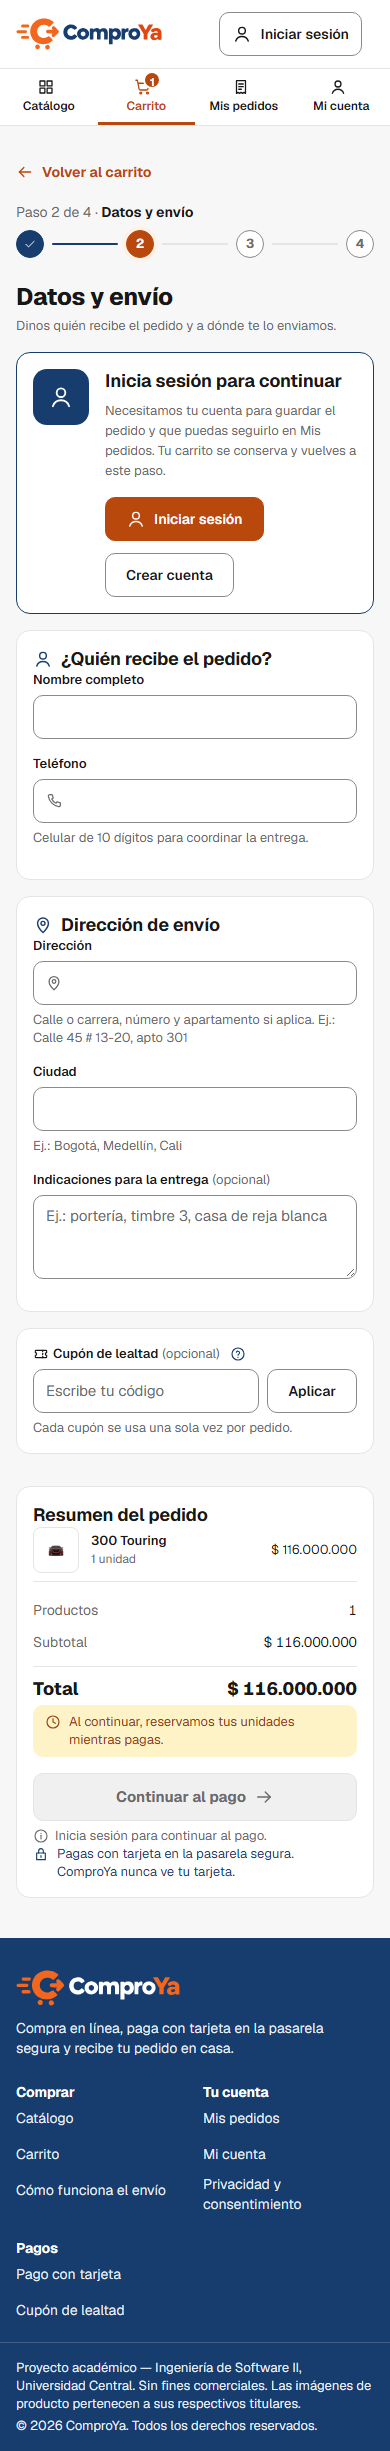 ComproYa
Iniciar sesión
Catálogo
1
Carrito
Mis pedidos
Mi cuenta
Volver al carrito
Paso 2 de 4 · Datos y envío
2
3
4
Datos y envío
Dinos quién recibe el pedido y a dónde te lo enviamos.
Inicia sesión para continuar
Necesitamos tu cuenta para guardar el
pedido y que puedas seguirlo en Mis
pedidos. Tu carrito se conserva y vuelves a
este paso.
Iniciar sesión
Crear cuenta
¿Quién recibe el pedido?
Nombre completo
Teléfono
Celular de 10 dígitos para coordinar la entrega.
Dirección de envío
Dirección
Calle o carrera, número y apartamento si aplica. Ej.:
Calle 45 # 13-20, apto 301
Ciudad
Ej.: Bogotá, Medellín, Cali
Indicaciones para la entrega (opcional)
Ej.: portería, timbre 3, casa de reja blanca
Cupón de lealtad (opcional) ?
Escribe tu código
Aplicar
Cada cupón se usa una sola vez por pedido.
Resumen del pedido
300 Touring
1 unidad
$ 116.000.000
Productos 1
Subtotal $ 116.000.000
Total $ 116.000.000
Al continuar, reservamos tus unidades
mientras pagas.
Continuar al pago
Inicia sesión para continuar al pago.
Pagas con tarjeta en la pasarela segura.
ComproYa nunca ve tu tarjeta.
ComproYa
Compra en línea, paga con tarjeta en la pasarela
segura y recibe tu pedido en casa.
Comprar
Catálogo
Carrito
Cómo funciona el envío
Tu cuenta
Mis pedidos
Mi cuenta
Privacidad y
consentimiento
Pagos
Pago con tarjeta
Cupón de lealtad
Proyecto académico — Ingeniería de Software II,
Universidad Central. Sin fines comerciales. Las imágenes de
producto pertenecen a sus respectivos titulares.
© 2026 ComproYa. Todos los derechos reservados.